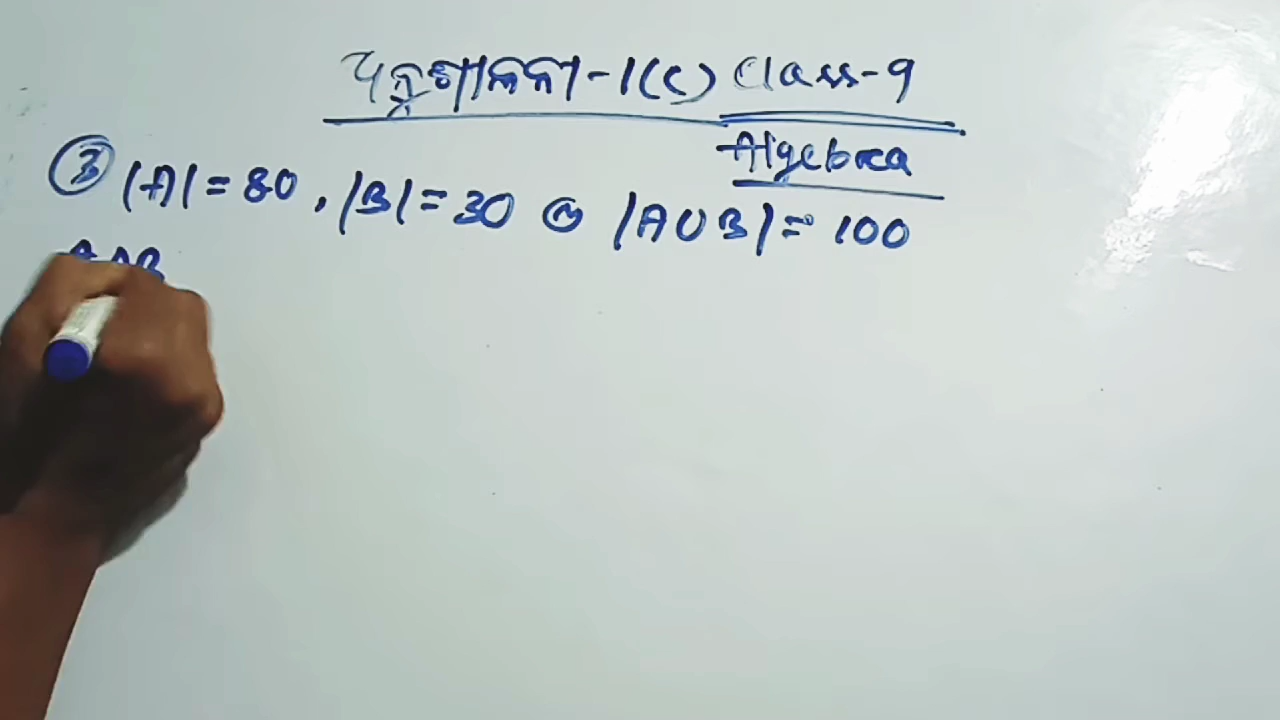 ଅନୁଶୀଳନୀ-1(c) Class-9
Algebra
③ |A| = 80, |B| = 30 ଓ |A∪B| = 100
A∩B